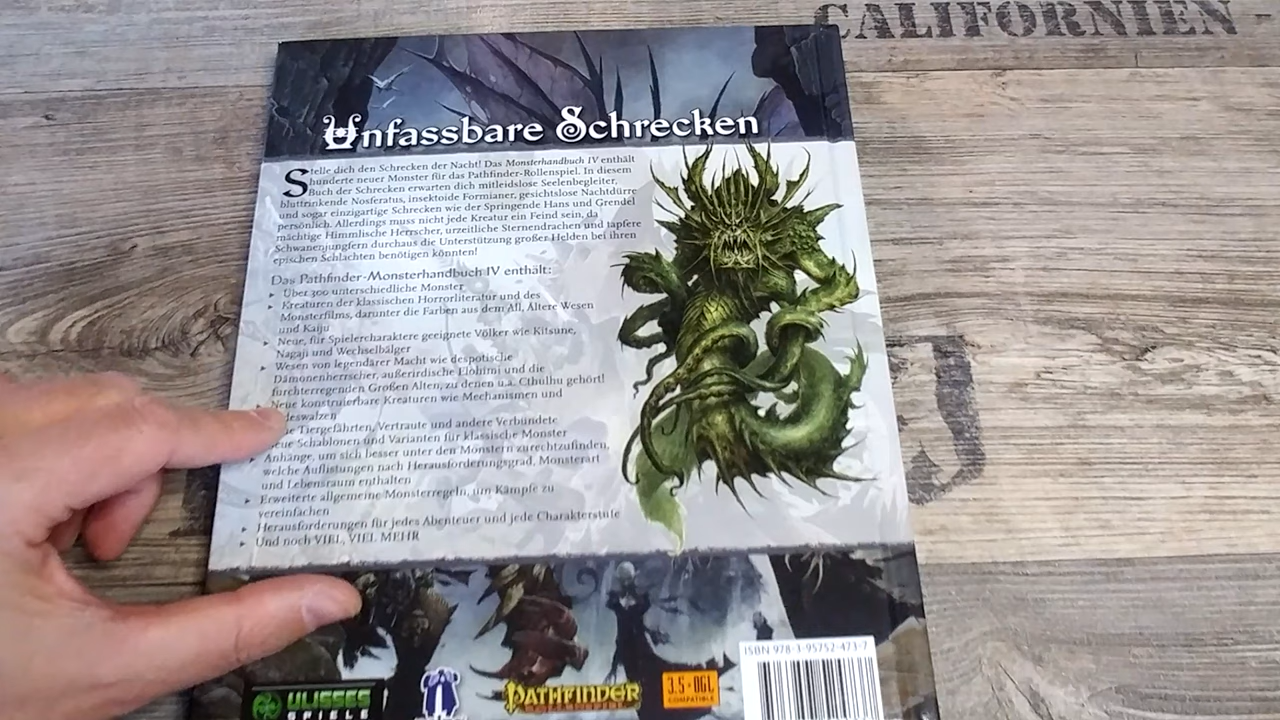 CALIFORNIEN -
Unfassbare Schrecken
Stelle dich den Schrecken der Nacht! Das Monsterhandbuch IV enthält
hunderte neuer Monster für das Pathfinder-Rollenspiel. In diesem
Buch der Schrecken erwarten dich mitleidslose Seelenbegleiter,
bluttrinkende Nosferatus, insektoide Formianer, gesichtslose Nachtdürre
und sogar einzigartige Schrecken wie der Springende Hans und Grendel
persönlich. Allerdings muss nicht jede Kreatur ein Feind sein, da
mächtige Himmlische Herrscher, urzeitliche Sternendrachen und tapfere
Schwanenjungfern durchaus die Unterstützung großer Helden bei ihren
epischen Schlachten benötigen könnten!
Das Pathfinder-Monsterhandbuch IV enthält:
▸ Über 300 unterschiedliche Monster
▸ Kreaturen der klassischen Horrorliteratur und des
Monsterfilms, darunter die Farben aus dem All, Ältere Wesen
und Kaiju
▸ Neue, für Spielercharaktere geeignete Völker wie Kitsune,
Nagaji und Wechselbälger
▸ Wesen von legendärer Macht wie despotische
Dämonenherrscher, außerirdische Elohimi und die
fürchterregenden Großen Alten, zu denen u.a. Cthulhu gehört!
▸ Neue konstruierbare Kreaturen wie Mechanismen und
deswalzen
Tiergefährten, Vertraute und andere Verbündete
Schablonen und Varianten für klassische Monster
▸ Anhänge, um sich besser unter den Monstern zurechtzufinden,
welche Auflistungen nach Herausforderungsgrad, Monsterart
und Lebensraum enthalten
▸ Erweiterte allgemeine Monsterregeln, um Kämpfe zu
vereinfachen
▸ Herausforderungen für jedes Abenteuer und jede Charakterstufe
▸ Und noch VIEL, VIEL MEHR
ISBN 978-3-95752-473-7
ULISSES
SPIELE
PATHFINDER
ROLLENSPIEL
3.5 • OGL
COMPATIBLE